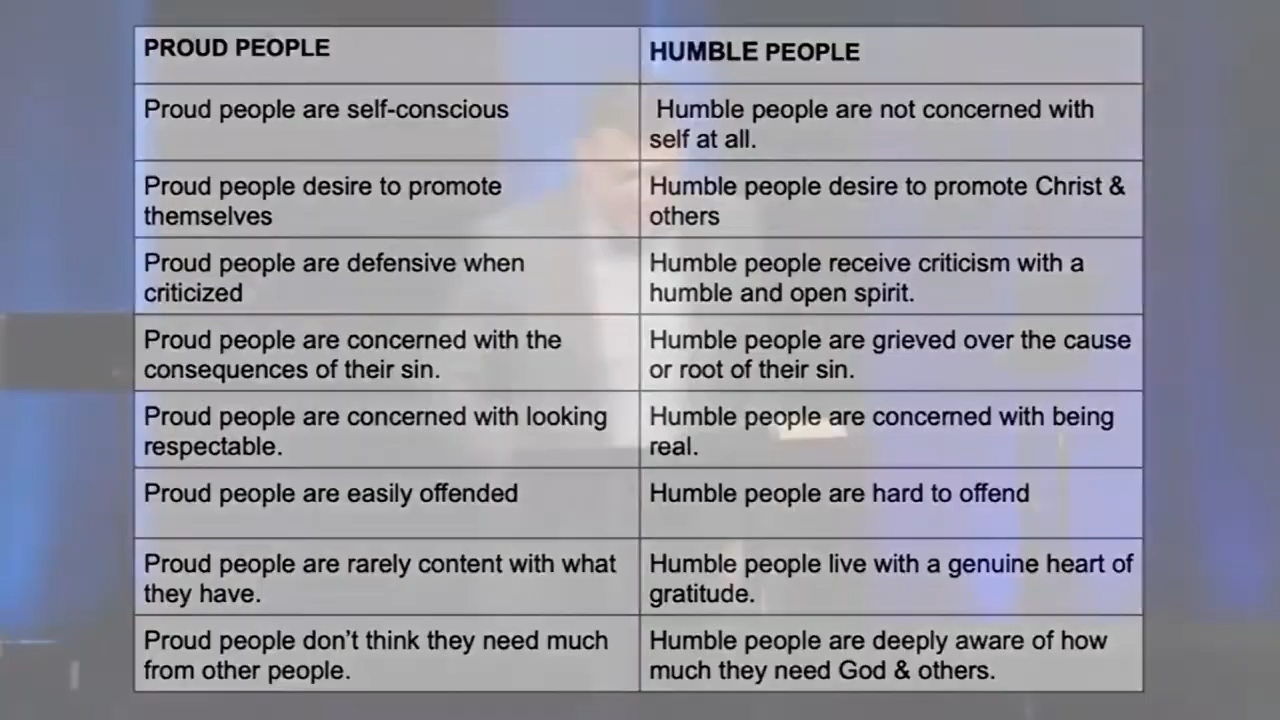 PROUD PEOPLE
HUMBLE PEOPLE
Proud people are self-conscious
Humble people are not concerned with
self at all.
Proud people desire to promote
themselves
Humble people desire to promote Christ &
others
Proud people are defensive when
criticized
Humble people receive criticism with a
humble and open spirit.
Proud people are concerned with the
consequences of their sin.
Humble people are grieved over the cause
or root of their sin.
Proud people are concerned with looking
respectable.
Humble people are concerned with being
real.
Proud people are easily offended
Humble people are hard to offend
Proud people are rarely content with what
they have.
Humble people live with a genuine heart of
gratitude.
Proud people don't think they need much
from other people.
Humble people are deeply aware of how
much they need God & others.